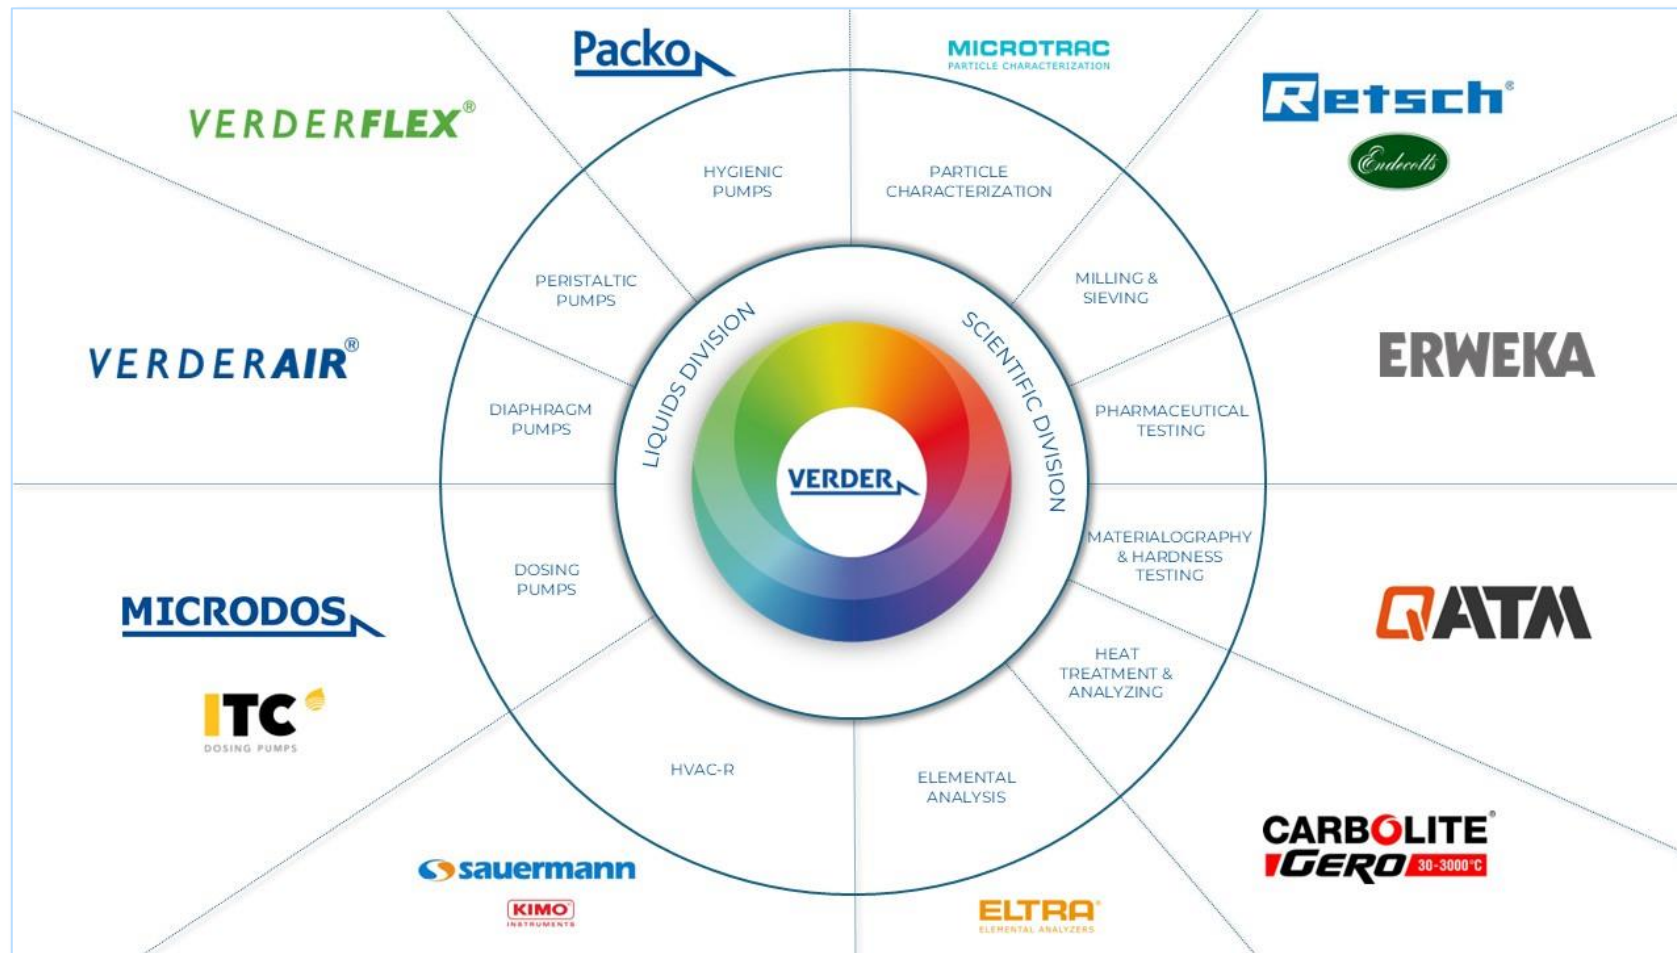 Packo
MICROTRAC
PARTICLE CHARACTERIZATION
Retsch®
Endecotts
VERDERFLEX®
HYGIENIC
PUMPS
PARTICLE
CHARACTERIZATION
PERISTALTIC
PUMPS
MILLING &
SIEVING
LIQUIDS DIVISION
SCIENTIFIC DIVISION
VERDERAIR®
ERWEKA
DIAPHRAGM
PUMPS
PHARMACEUTICAL
TESTING
VERDER
MATERIALOGRAPHY
& HARDNESS
TESTING
DOSING
PUMPS
MICRODOS
QATM
HEAT
TREATMENT &
ANALYZING
ITC
DOSING PUMPS
HVAC-R
ELEMENTAL
ANALYSIS
CARBOLITE®
GERO 30-3000°C
sauermann
KIMO®
INSTRUMENTS
ELTRA®
ELEMENTAL ANALYZERS